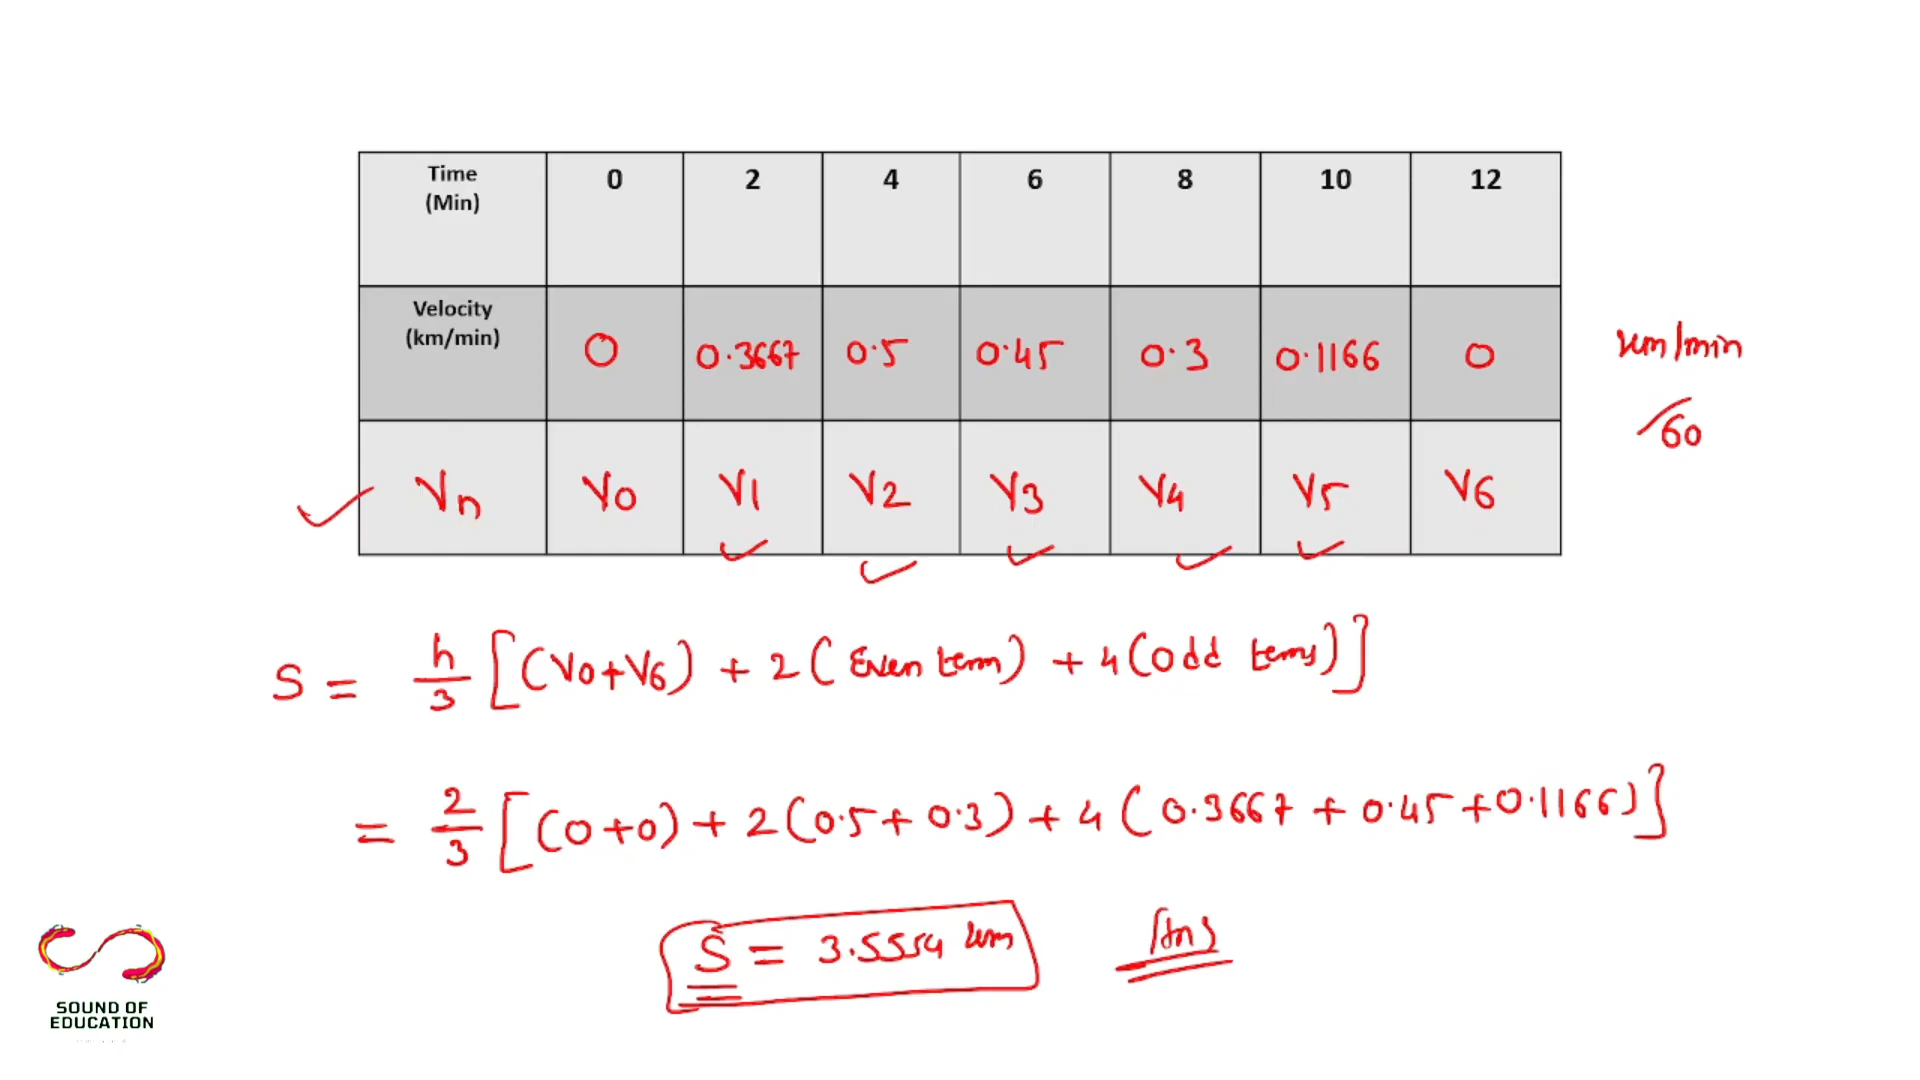 Time (Min) 0 2 4 6 8 10 12
Velocity (km/min) 0 0.3667 0.5 0.45 0.3 0.1166 0
km/min
/60
Vn V0 V1 V2 V3 V4 V5 V6
S = h/3 [(V0+V6) + 2(Even term) + 4(Odd terms)]
= 2/3 [(0+0) + 2(0.5+0.3) + 4(0.3667+0.45+0.1166)]
S = 3.5554 km Ans
SOUND OF
EDUCATION